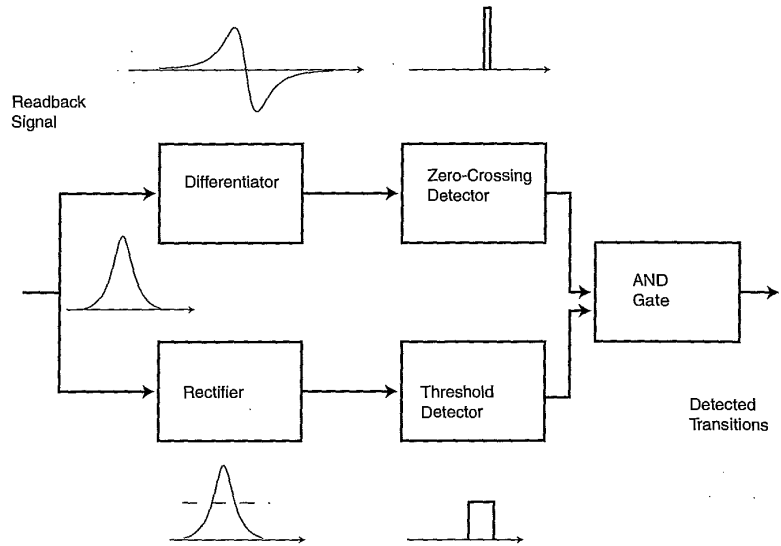 Readback
Signal
Differentiator
Zero-Crossing
Detector
AND
Gate
Rectifier
Threshold
Detector
Detected
Transitions